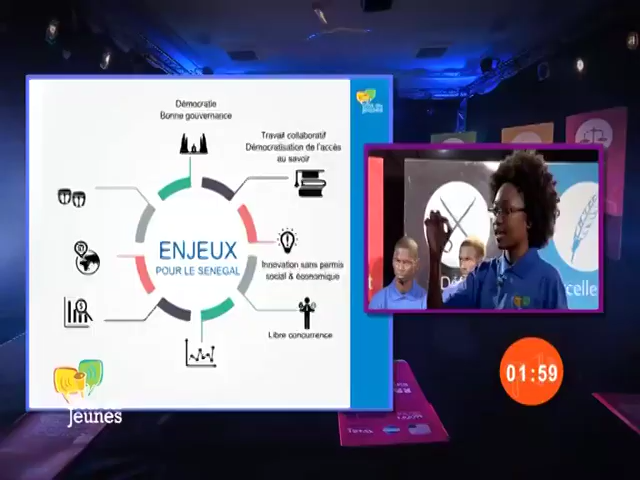 Démocratie
Bonne gouvernance
Travail collaboratif
Démocratisation de l'accès
au savoir
ENJEUX
POUR LE SENEGAL
Innovation sans permis
social & économique
Libre concurrence
Jeunes
Jeunes
01:59